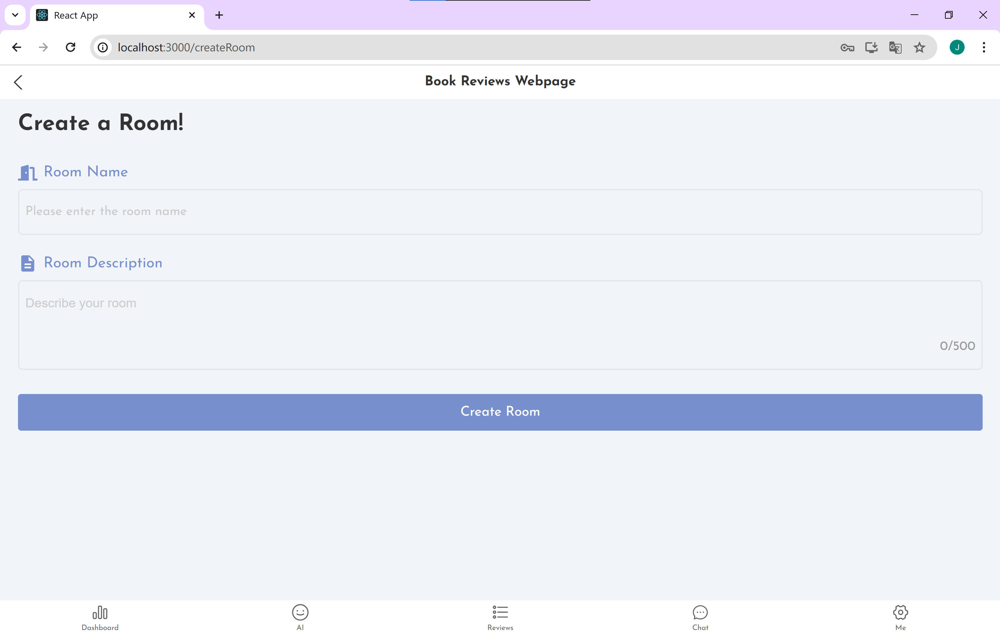 React App
localhost:3000/createRoom
J
Book Reviews Webpage
Create a Room!
Room Name
Please enter the room name
Room Description
Describe your room
0/500
Create Room
Dashboard
AI
Reviews
Chat
Me